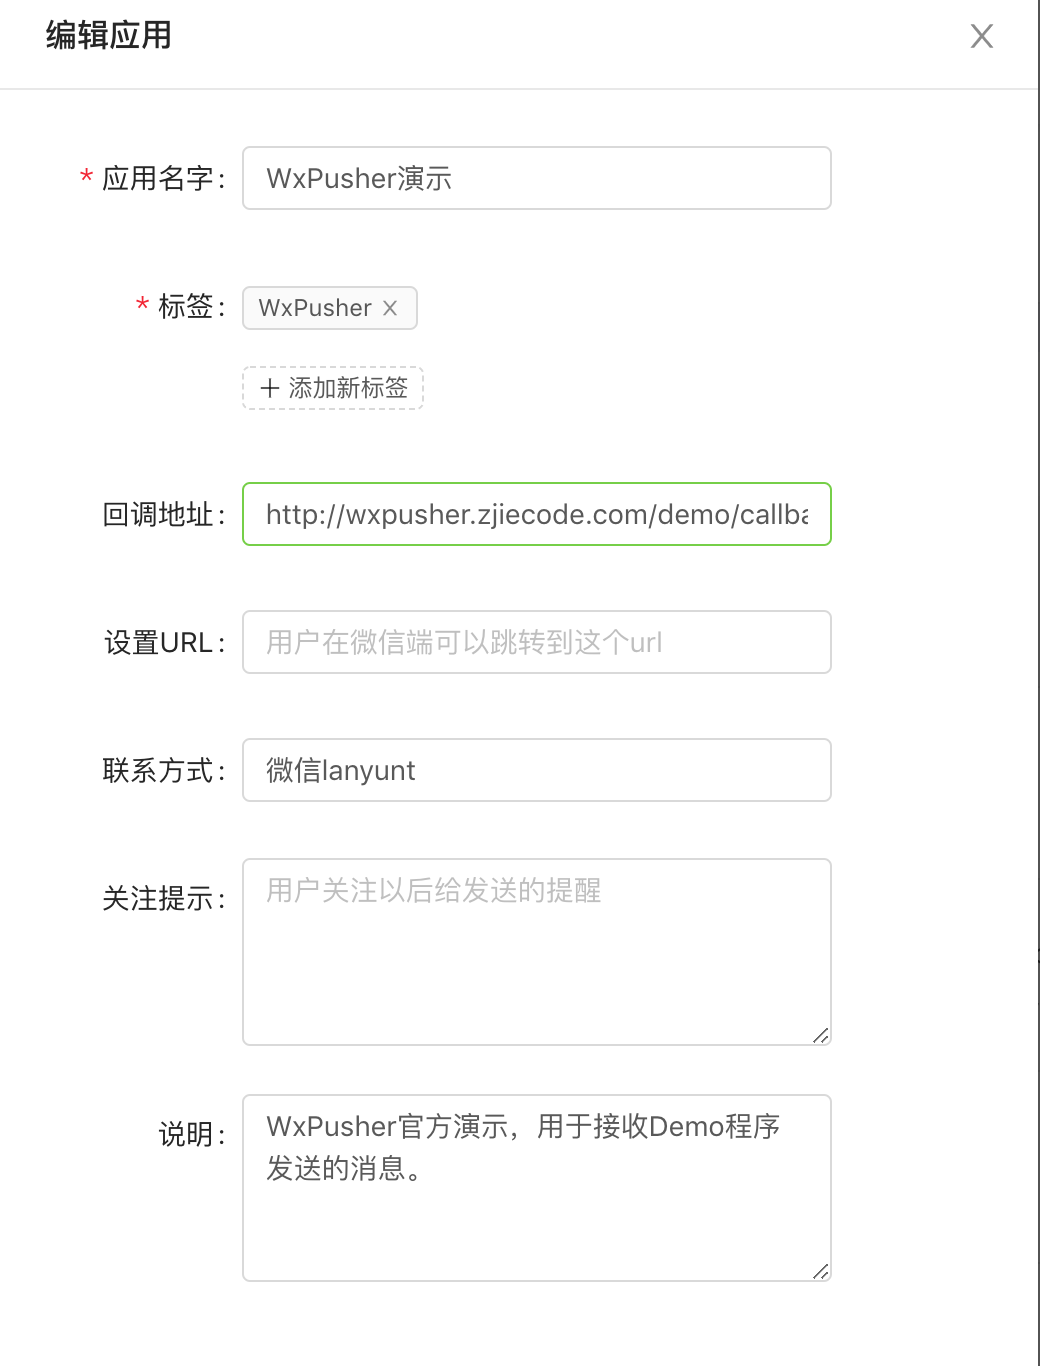 编辑应用
* 应用名字:
WxPusher演示
* 标签:
WxPusher
添加新标签
回调地址:
http://wxpusher.zjiecode.com/demo/callba
设置URL:
用户在微信端可以跳转到这个url
联系方式:
微信lanyunt
关注提示:
用户关注以后给发送的提醒
说明:
WxPusher官方演示，用于接收Demo程序
发送的消息。